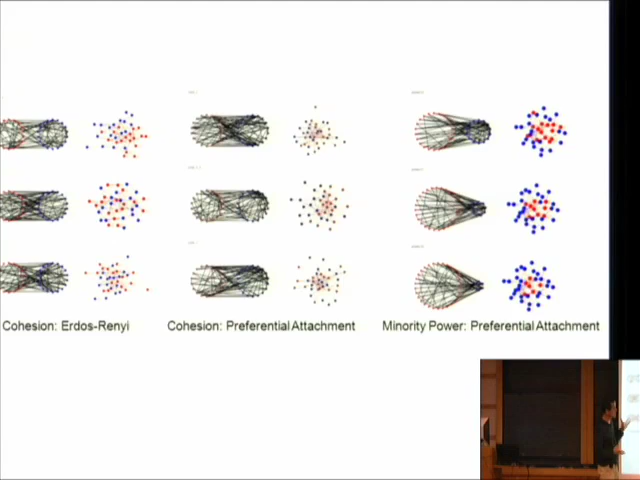 Cohesion: Erdos-Renyi
Cohesion: Preferential Attachment
Minority Power: Preferential Attachment